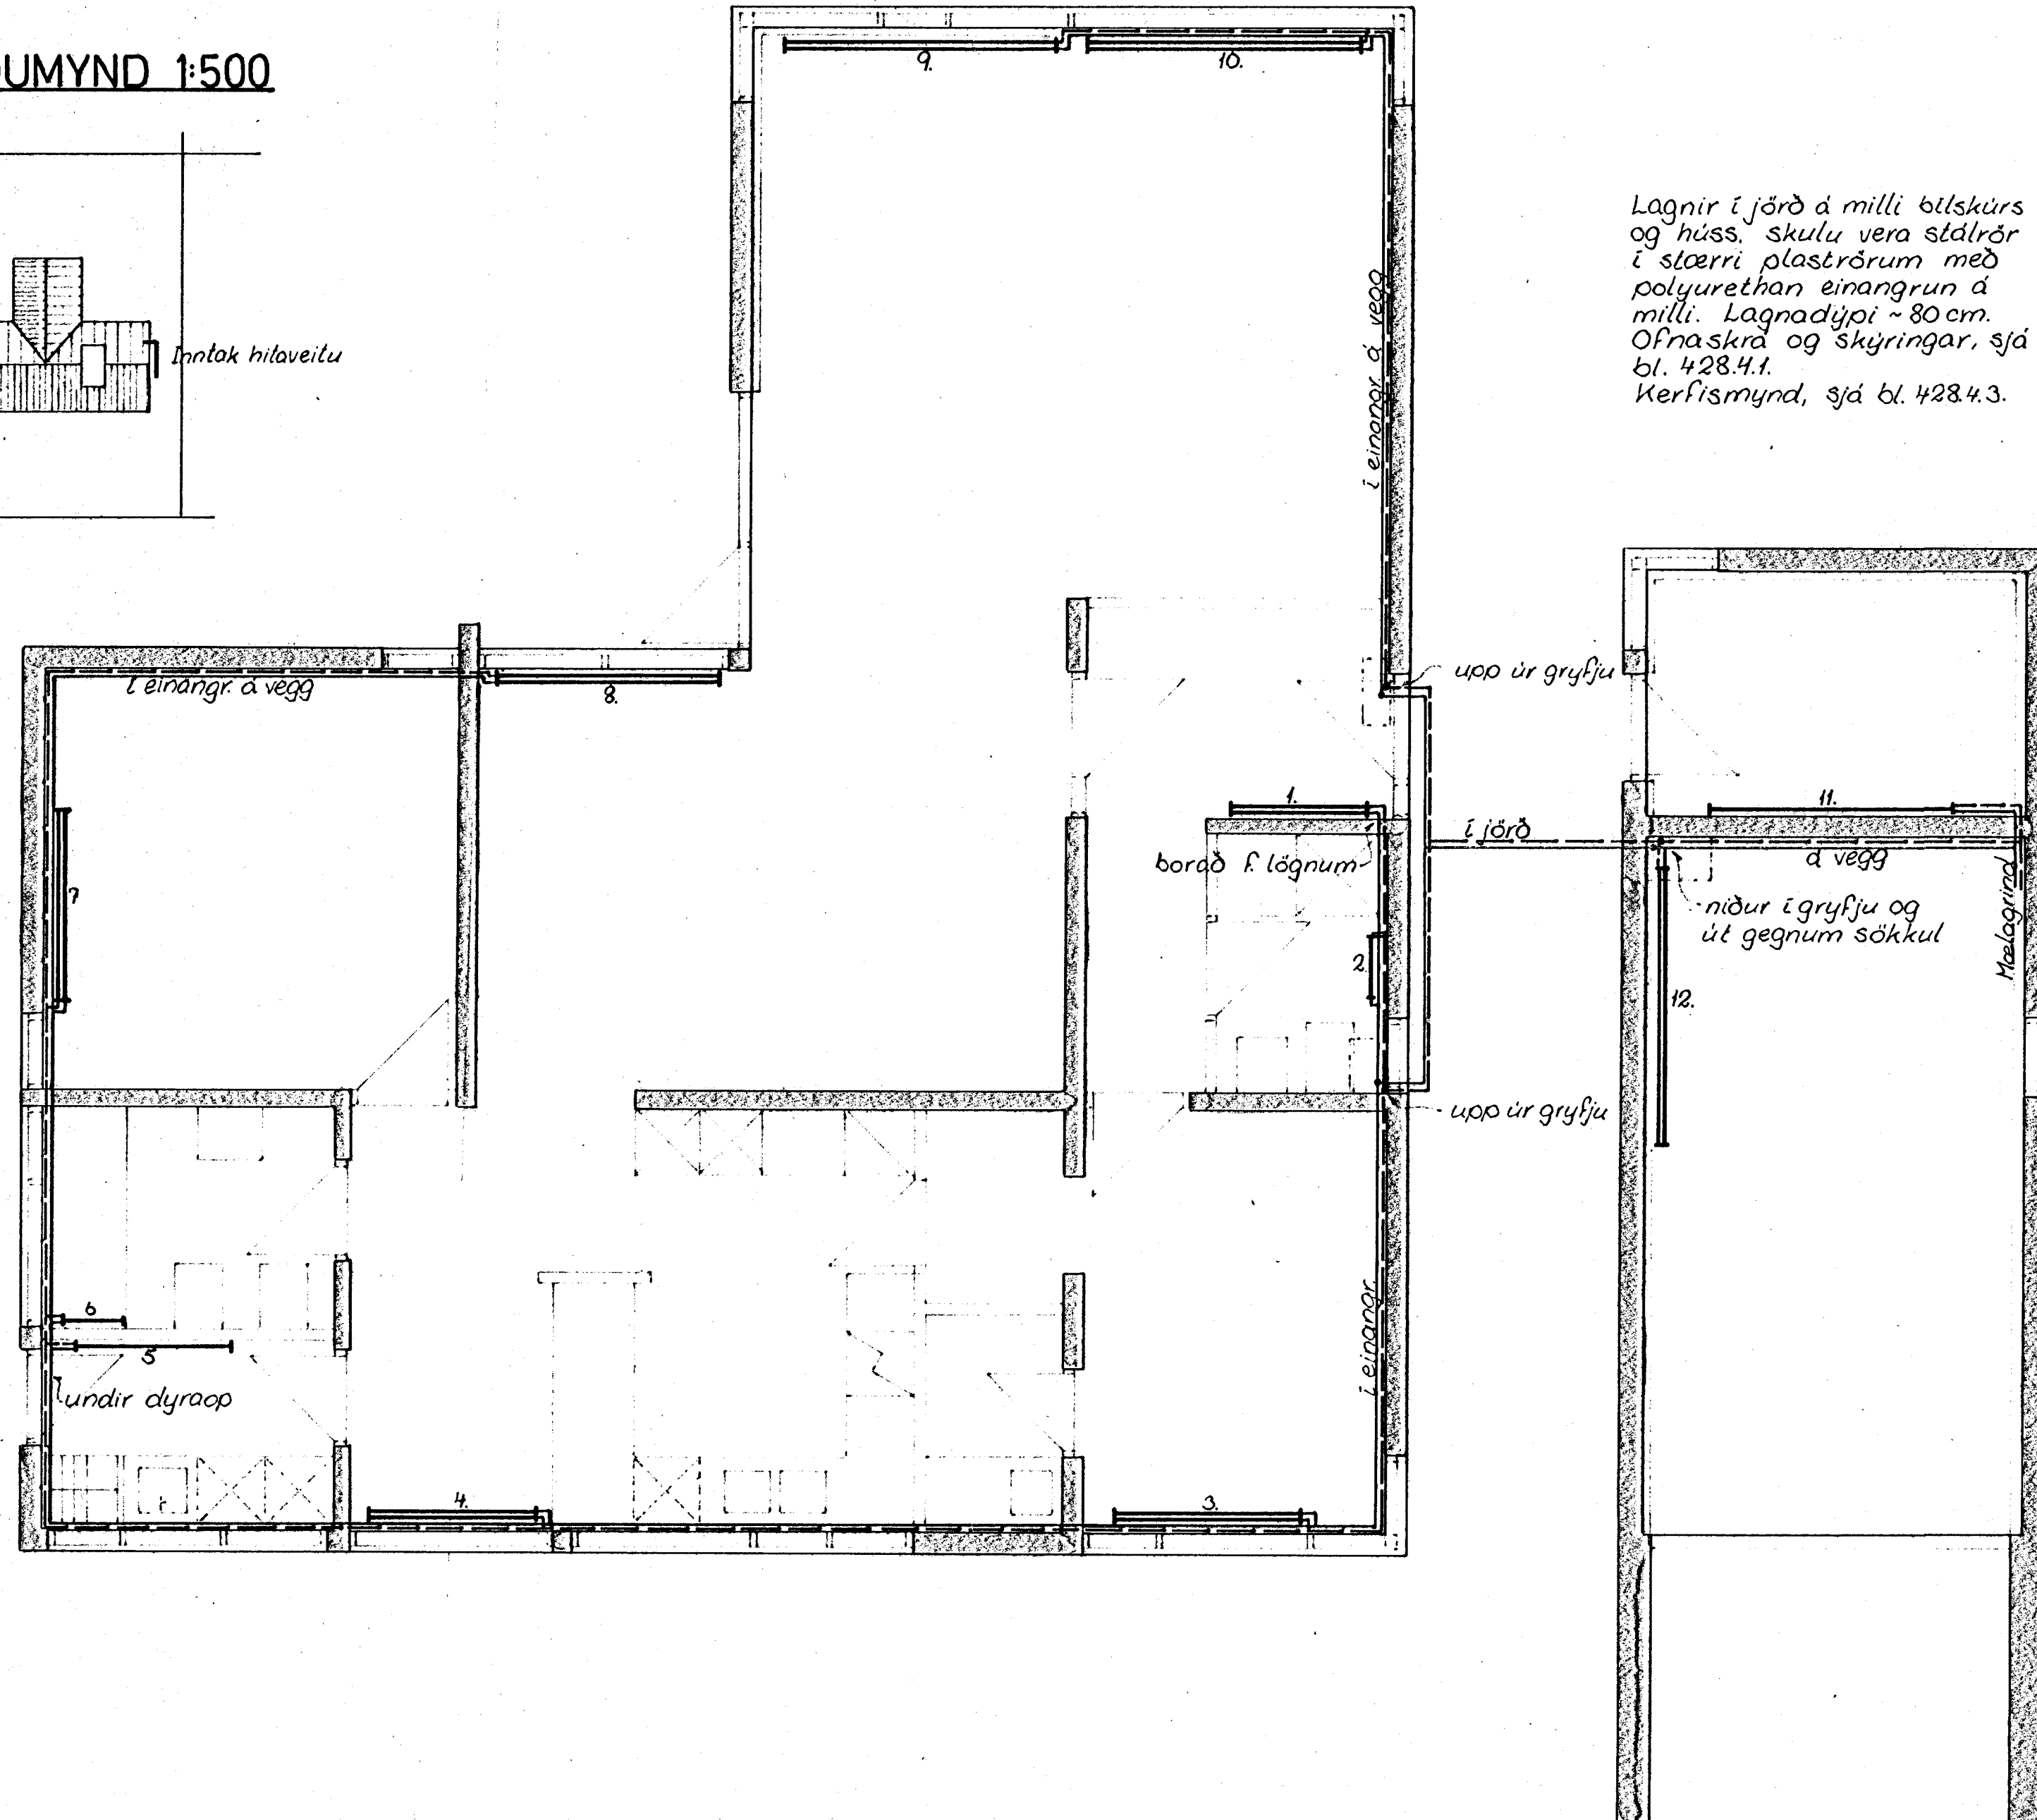 UMYND 1:500
Inntak hitaveitu
9.
10.
Lagnir í jörð á milli bílskúrs
og húss, skulu vera stálrör
í stærri plaströrum með
polyurethan einangrun á
milli. Lagnadýpi ~ 80 cm.
Ofnaskrá og skýringar, sjá
bl. 428.4.1.
Kerfismynd, sjá bl. 428.4.3.
í einangr. á vegg
í einangr. á vegg
8.
upp úr gryfju
1.
11.
í jörð
borað f. lögnum
á vegg
7
niður í gryfju og
út gegnum sökkul
Mælagrind
2
12.
upp úr gryfju
6
5
undir dyraop
í einangr.
4.
3.